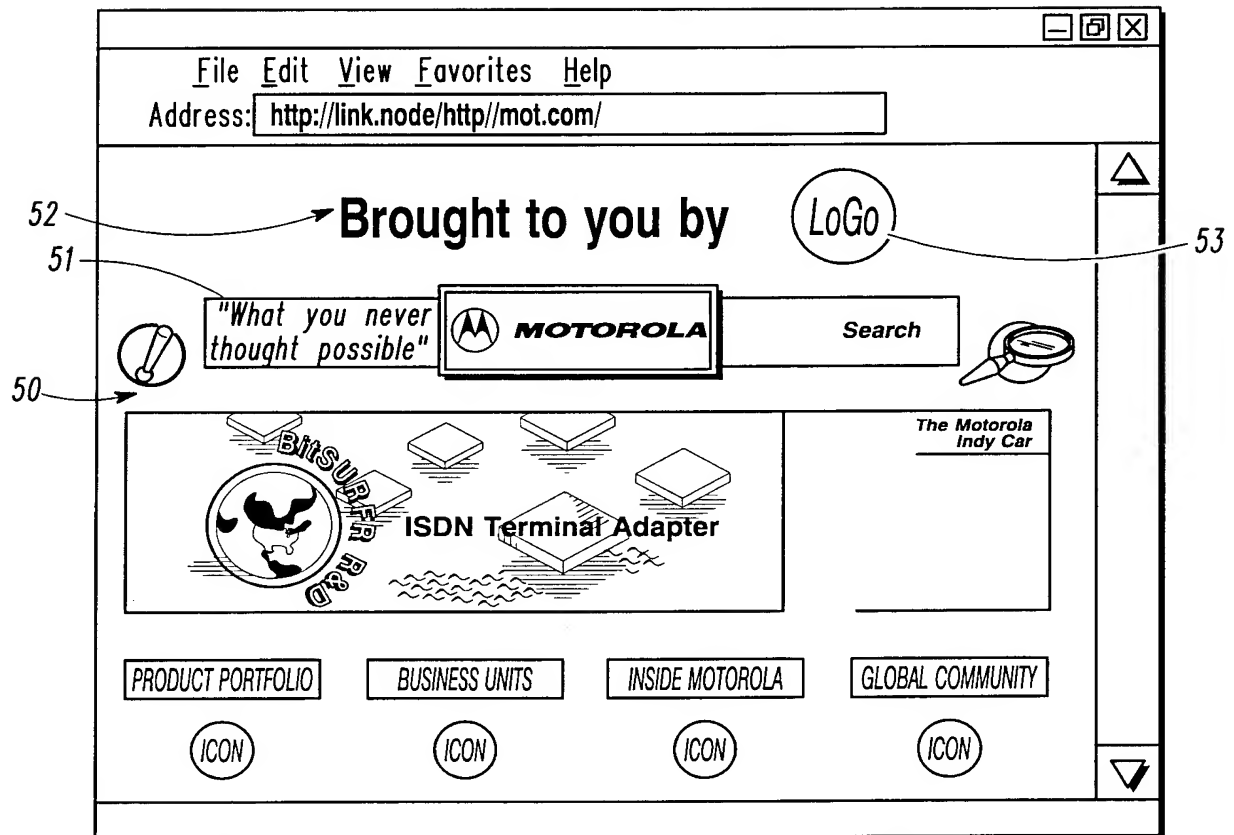 File Edit View Favorites Help
Address: http://link.node/http//mot.com/
52
Brought to you by LoGo
53
51
"What you never
thought possible"
MOTOROLA
Search
50
BitSURFER R&D
ISDN Terminal Adapter
The Motorola
Indy Car
PRODUCT PORTFOLIO BUSINESS UNITS INSIDE MOTOROLA GLOBAL COMMUNITY
ICON ICON ICON ICON